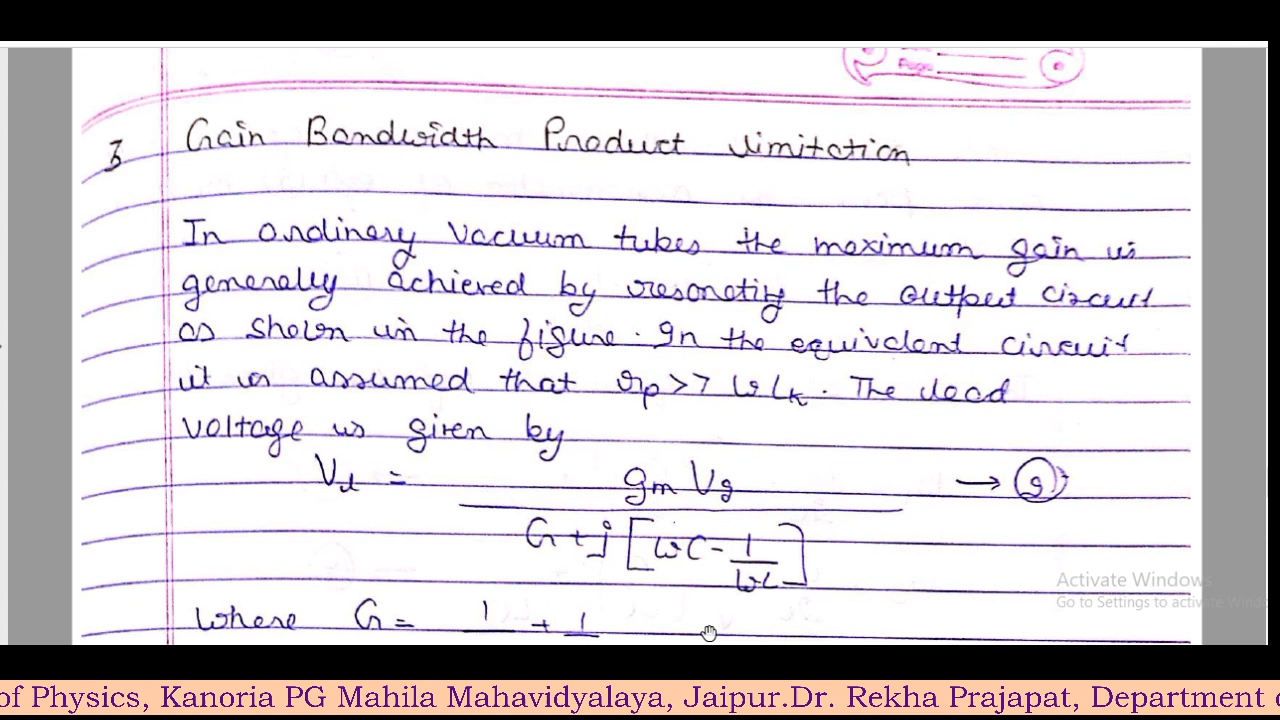 Page
3 Gain Bandwidth Product limitation
In ordinary vacuum tubes the maximum gain is
generally achieved by resonating the output circuit
as shown in the figure. In the equivalent circuit
it is assumed that rp >> ωLk. The load
voltage is given by
Vl = gm Vg / (G + j [ωC - 1/ωL]) → (9)
Where G = 1 + 1
Activate Windows
Go to Settings to activate Windo
of Physics, Kanoria PG Mahila Mahavidyalaya, Jaipur.Dr. Rekha Prajapat, Department